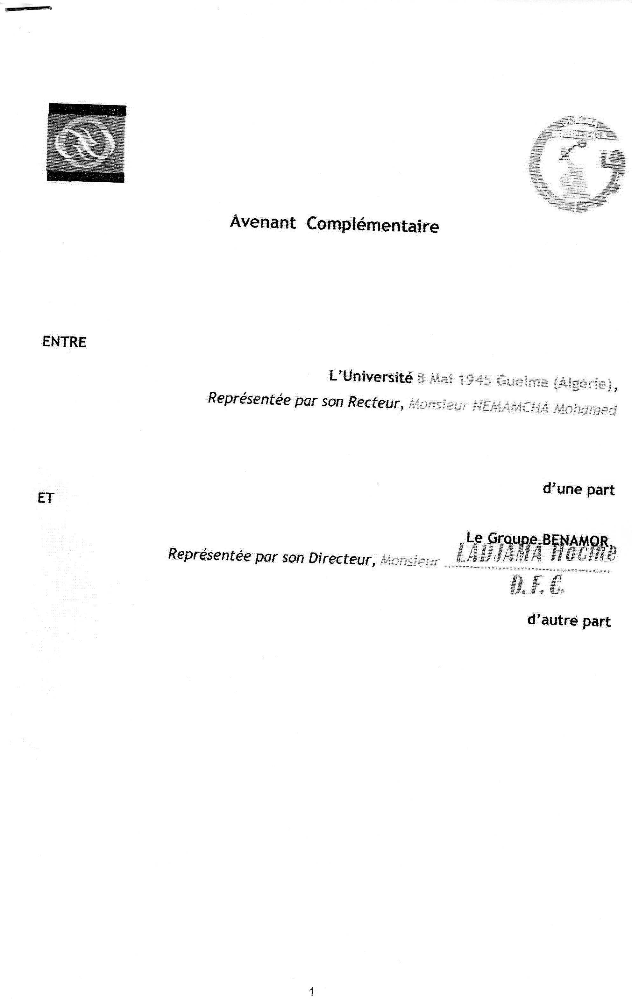 GUELMA
Avenant Complémentaire
ENTRE
L'Université 8 Mai 1945 Guelma (Algérie),
Représentée par son Recteur, Monsieur NEMAMCHA Mohamed
d'une part
ET
Le Groupe BENAMOR,
Représentée par son Directeur, Monsieur LADJAMA Hocine
D. F. C.
d'autre part
1